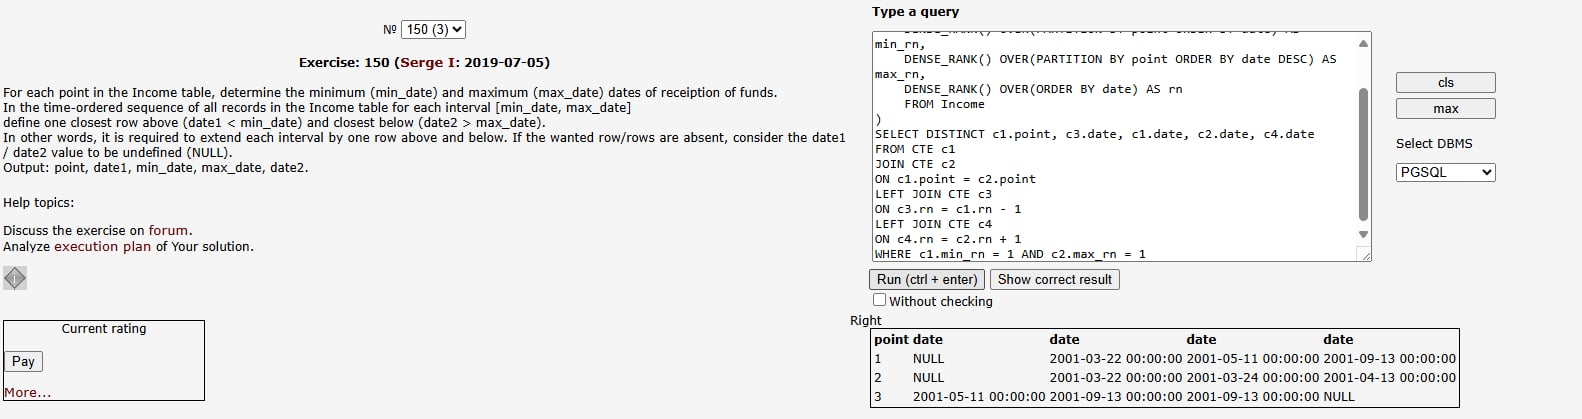 № 150 (3)
Exercise: 150 (Serge I: 2019-07-05)
For each point in the Income table, determine the minimum (min_date) and maximum (max_date) dates of receiption of funds.
In the time-ordered sequence of all records in the Income table for each interval [min_date, max_date]
define one closest row above (date1 < min_date) and closest below (date2 > max_date).
In other words, it is required to extend each interval by one row above and below. If the wanted row/rows are absent, consider the date1
/ date2 value to be undefined (NULL).
Output: point, date1, min_date, max_date, date2.
Help topics:
Discuss the exercise on forum.
Analyze execution plan of Your solution.
Current rating
Pay
More...
Type a query
DENSE_RANK() OVER(PARTITION BY point ORDER BY date) AS
min_rn,
DENSE_RANK() OVER(PARTITION BY point ORDER BY date DESC) AS
max_rn,
DENSE_RANK() OVER(ORDER BY date) AS rn
FROM Income
)
SELECT DISTINCT c1.point, c3.date, c1.date, c2.date, c4.date
FROM CTE c1
JOIN CTE c2
ON c1.point = c2.point
LEFT JOIN CTE c3
ON c3.rn = c1.rn - 1
LEFT JOIN CTE c4
ON c4.rn = c2.rn + 1
WHERE c1.min_rn = 1 AND c2.max_rn = 1
cls
max
Select DBMS
PGSQL
Run (ctrl + enter) Show correct result
Without checking
Right
point date date date date
1 NULL 2001-03-22 00:00:00 2001-05-11 00:00:00 2001-09-13 00:00:00
2 NULL 2001-03-22 00:00:00 2001-03-24 00:00:00 2001-04-13 00:00:00
3 2001-05-11 00:00:00 2001-09-13 00:00:00 2001-09-13 00:00:00 NULL